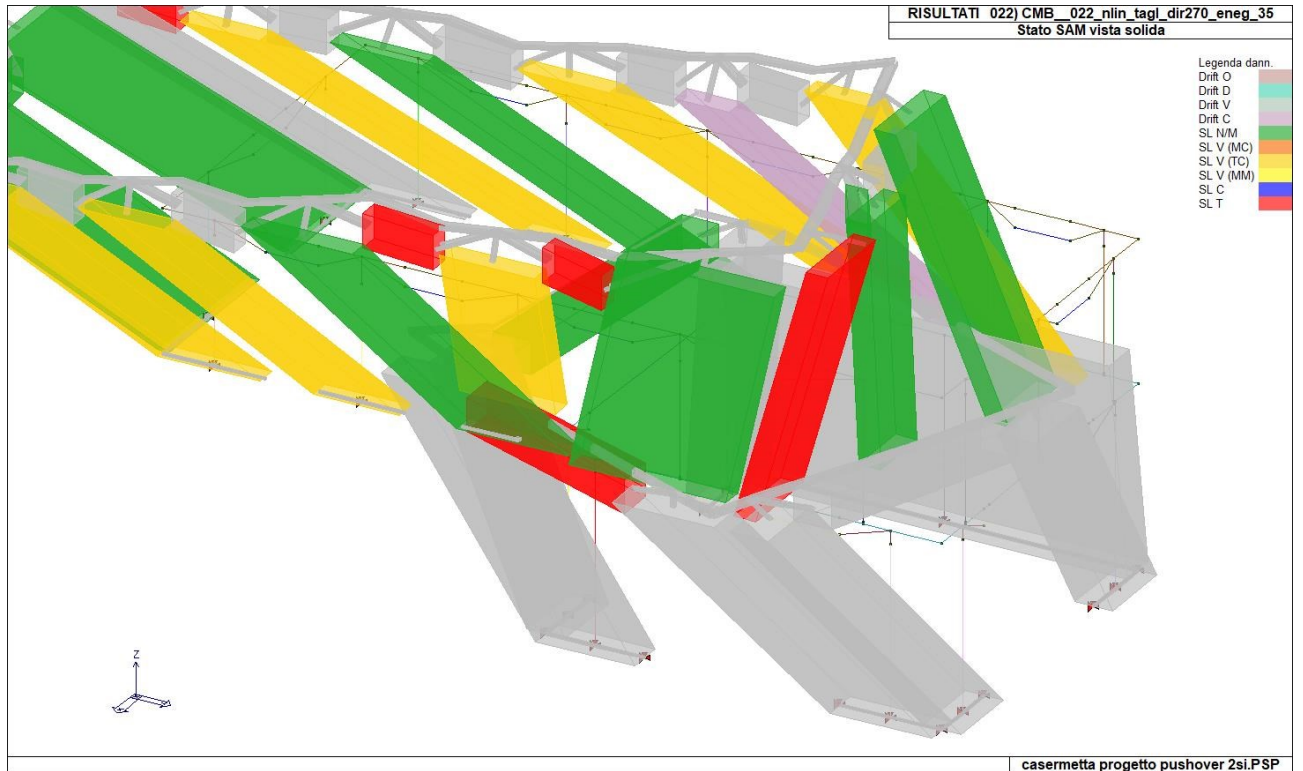 RISULTATI 022) CMB__022_nlin_tagl_dir270_eneg_35
Stato SAM vista solida
Legenda dann.
Drift O
Drift D
Drift V
Drift C
SL N/M
SL V (MC)
SL V (TC)
SL V (MM)
SL C
SL T
Z
casermetta progetto pushover 2si.PSP